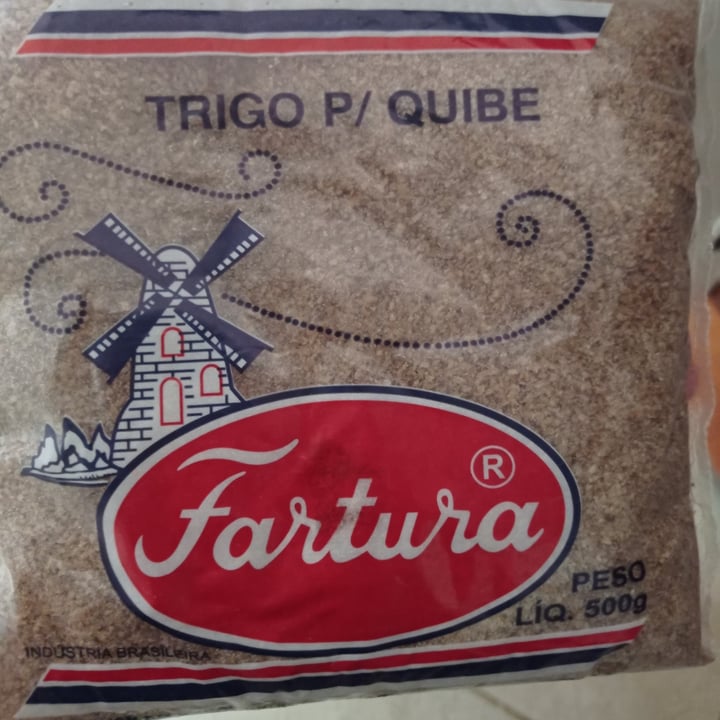 TRIGO P/ QUIBE
Fartura ®
PESO
LÍQ. 500g
INDÚSTRIA BRASILEIRA